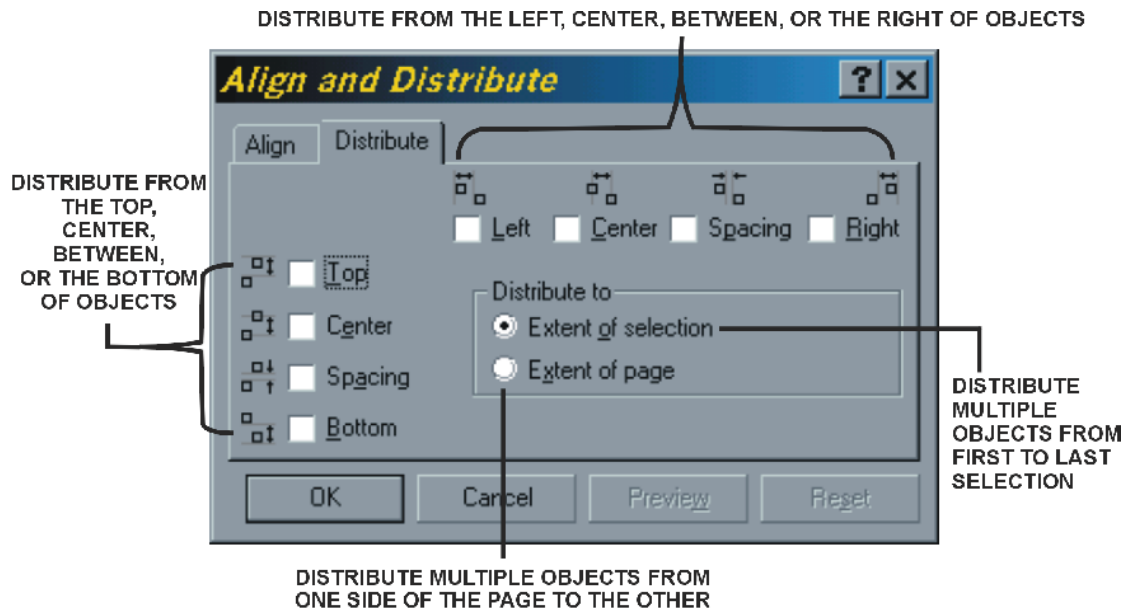 DISTRIBUTE FROM THE LEFT, CENTER, BETWEEN, OR THE RIGHT OF OBJECTS
Align and Distribute
Align
Distribute
DISTRIBUTE FROM
THE TOP,
CENTER,
BETWEEN,
OR THE BOTTOM
OF OBJECTS
Left
Center
Spacing
Right
Top
Center
Spacing
Bottom
Distribute to
Extent of selection
Extent of page
DISTRIBUTE
MULTIPLE
OBJECTS FROM
FIRST TO LAST
SELECTION
OK
Cancel
Preview
Reset
DISTRIBUTE MULTIPLE OBJECTS FROM
ONE SIDE OF THE PAGE TO THE OTHER